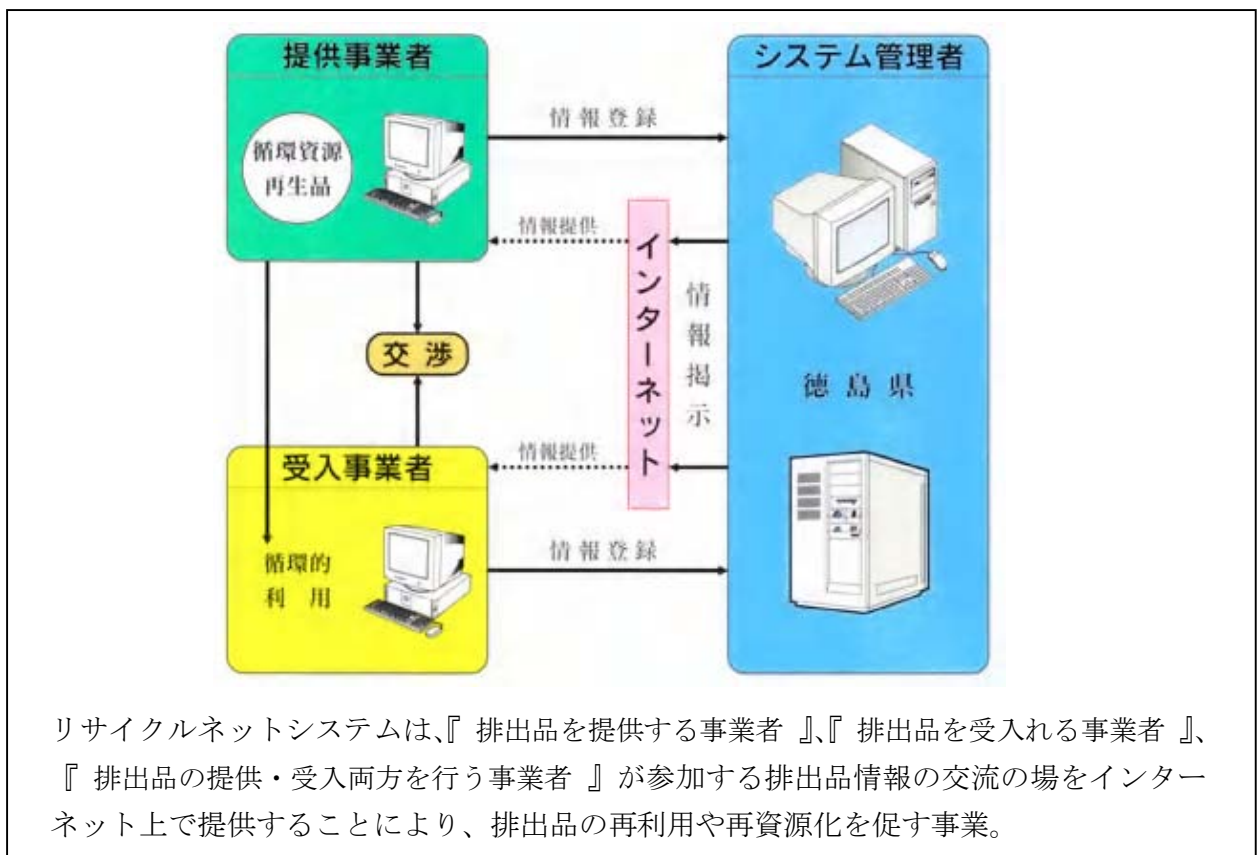 提供事業者
循環資源
再生品
システム管理者
情報登録
情報提供
インターネット
情報掲示
交渉
徳島県
情報提供
受入事業者
循環的
利用
情報登録
リサイクルネットシステムは、『 排出品を提供する事業者 』、『 排出品を受入れる事業者 』、
『 排出品の提供・受入両方を行う事業者 』が参加する排出品情報の交流の場をインター
ネット上で提供することにより、排出品の再利用や再資源化を促す事業。